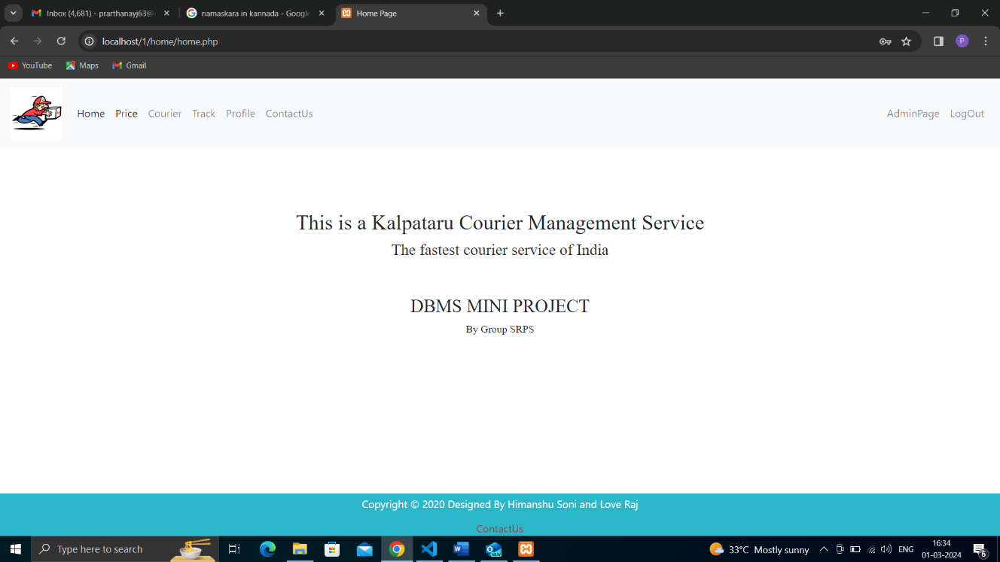 Inbox (4,681) - prarthanayj63@
namaskara in kannada - Google
Home Page
localhost/1/home/home.php
P
YouTube
Maps
Gmail
Home
Price
Courier
Track
Profile
ContactUs
AdminPage
LogOut
This is a Kalpataru Courier Management Service
The fastest courier service of India
DBMS MINI PROJECT
By Group SRPS
Copyright © 2020 Designed By Himanshu Soni and Love Raj
ContactUs
Type here to search
NEW
33°C Mostly sunny
ENG
16:34
01-03-2024
6